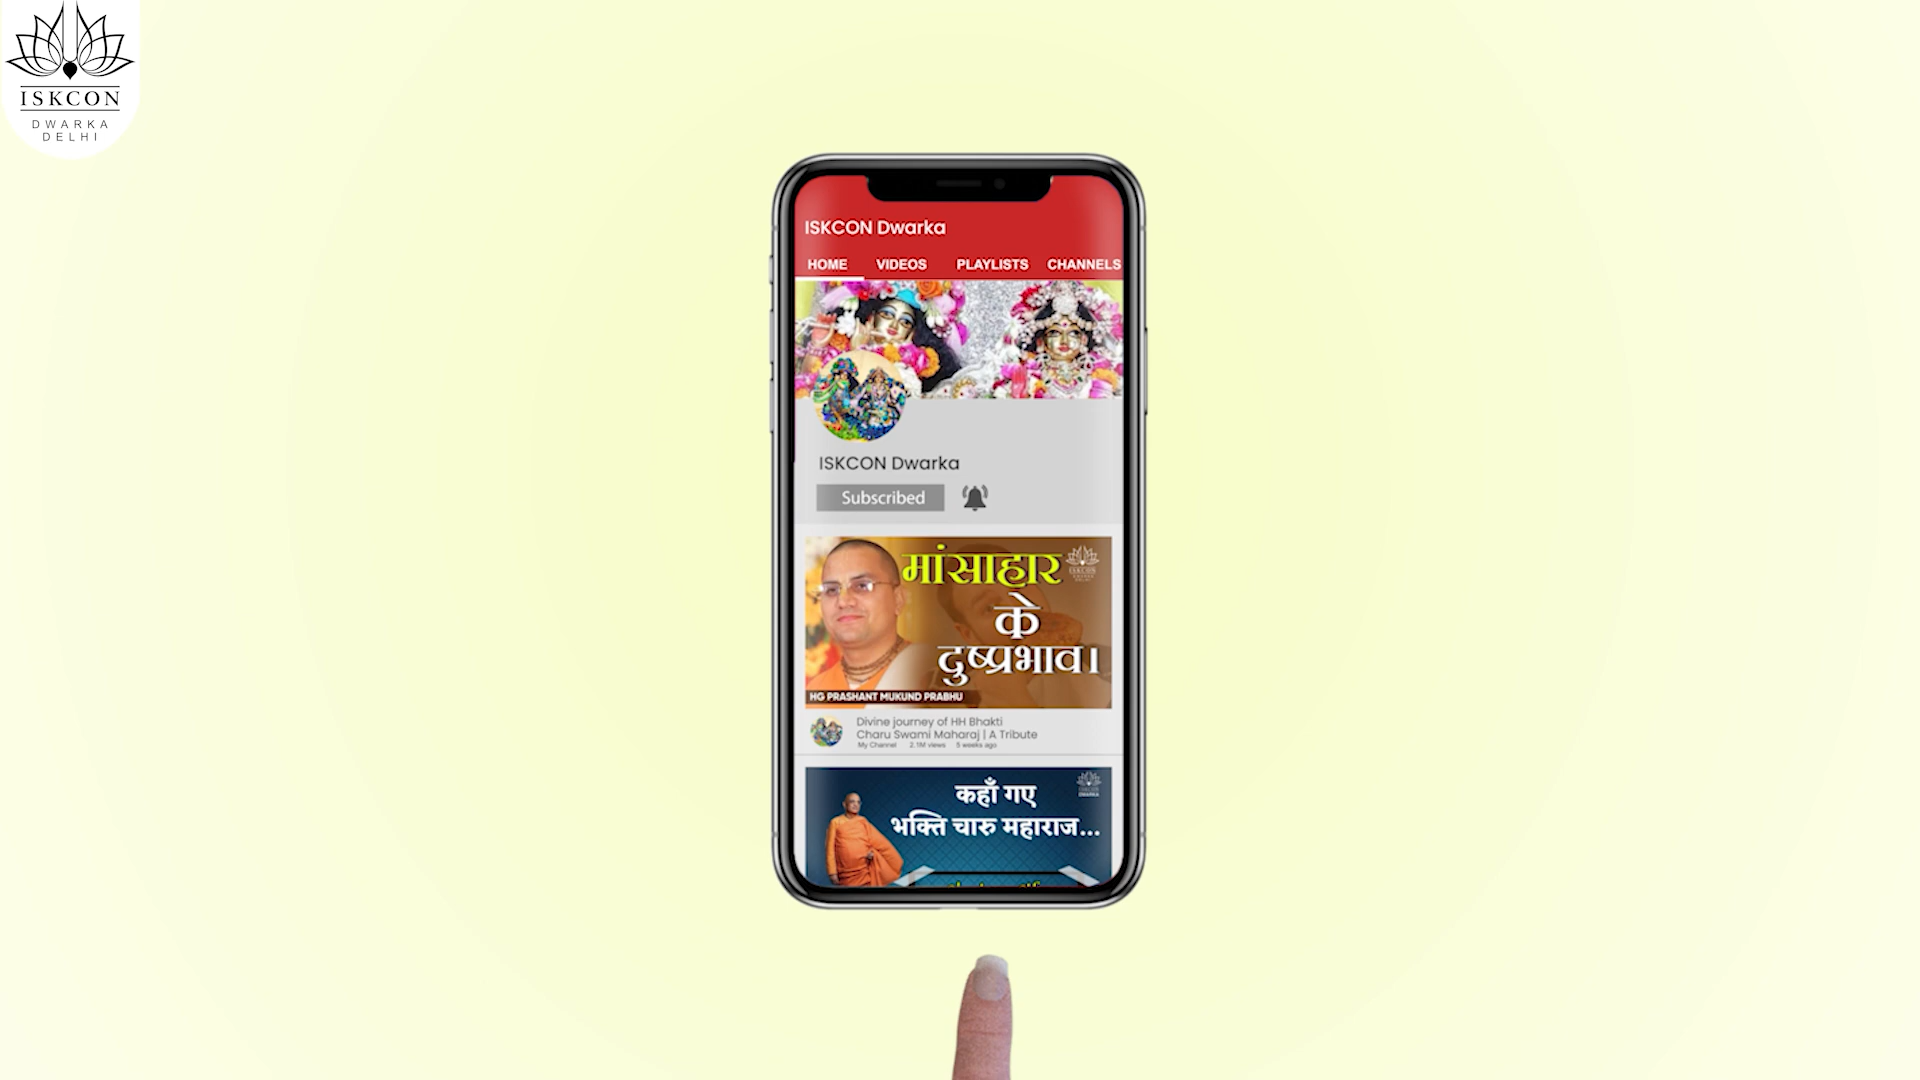 ISKCON
DWARKA
DELHI
ISKCON Dwarka
HOME VIDEOS PLAYLISTS CHANNELS
ISKCON Dwarka
Subscribed
मांसाहार
के
दुष्प्रभाव।
ISKCON
HG PRASHANT MUKUND PRABHU
Divine journey of HH Bhakti
Charu Swami Maharaj | A Tribute
My Channel 2.1M views 5 weeks ago
कहाँ गए
भक्ति चारु महाराज...